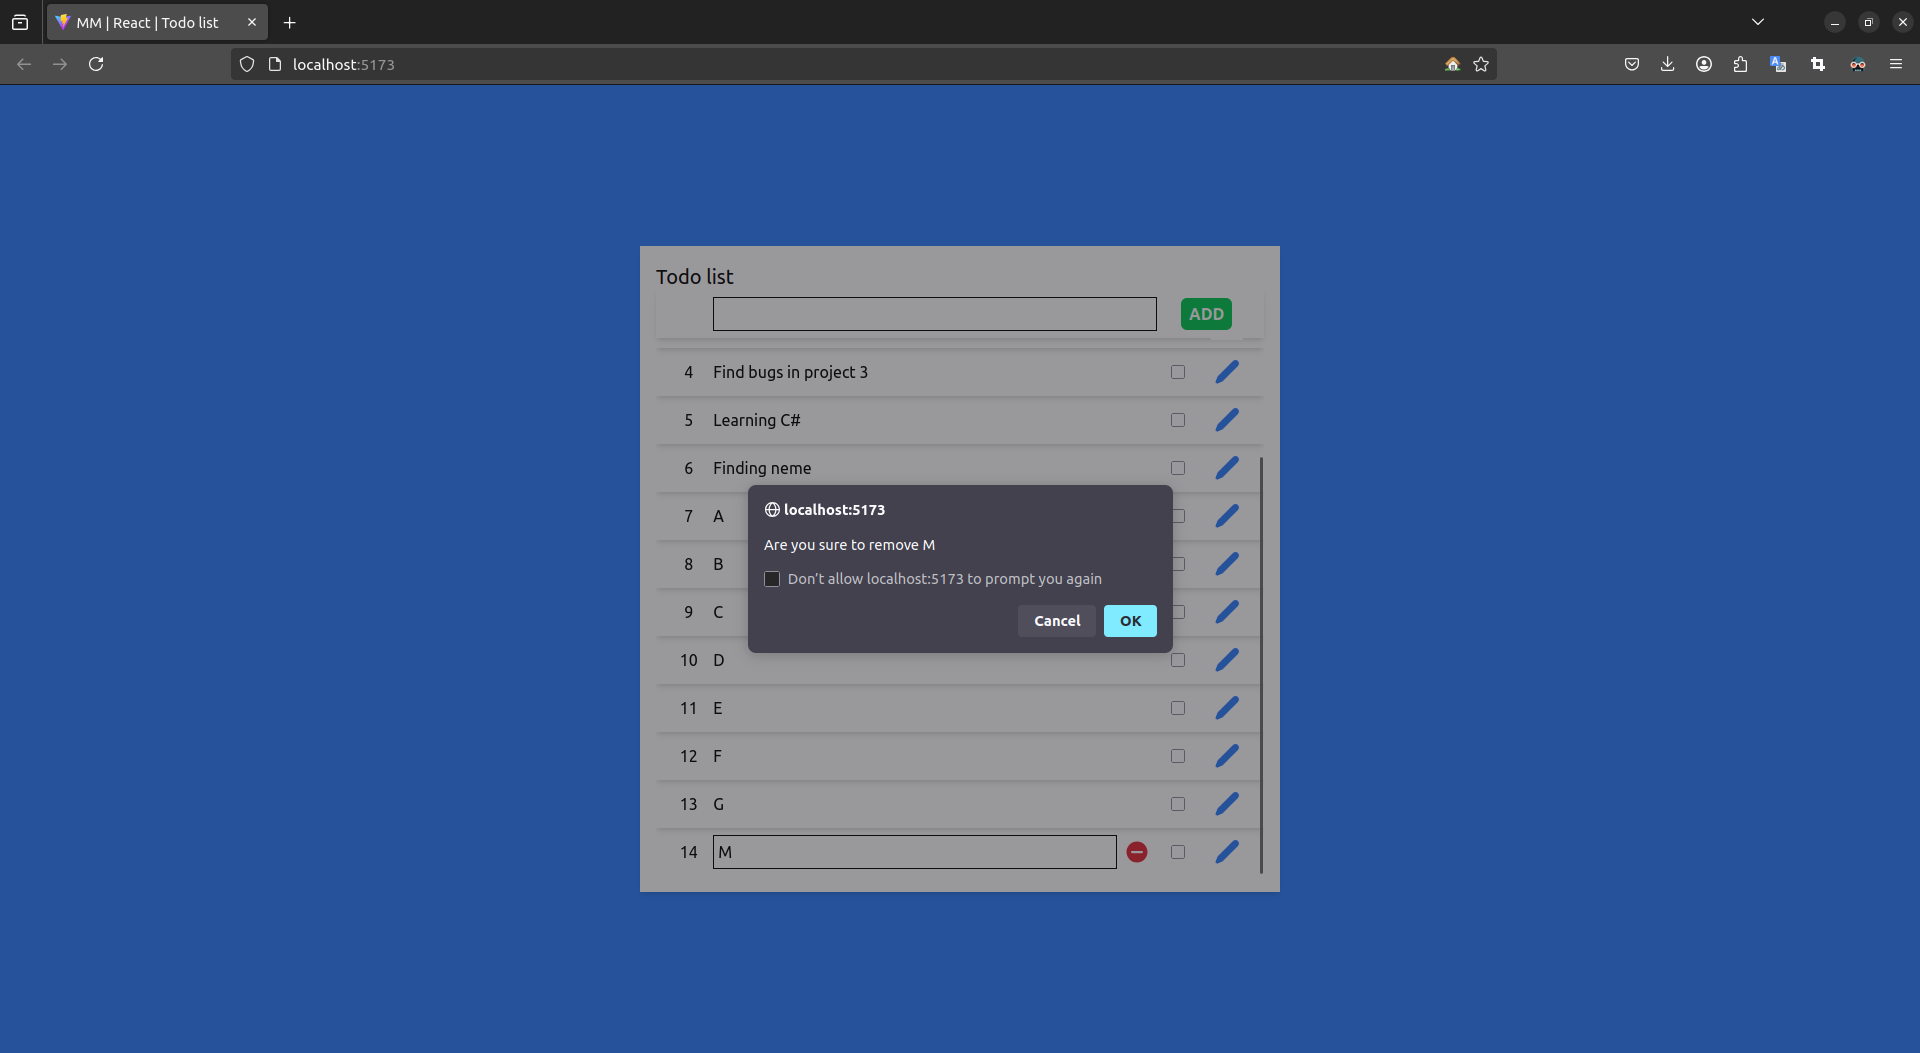 MM | React | Todo list
localhost:5173
Todo list
ADD
4 Find bugs in project 3
5 Learning C#
6 Finding neme
7 A
8 B
9 C
10 D
11 E
12 F
13 G
14 M
localhost:5173
Are you sure to remove M
Don't allow localhost:5173 to prompt you again
Cancel OK